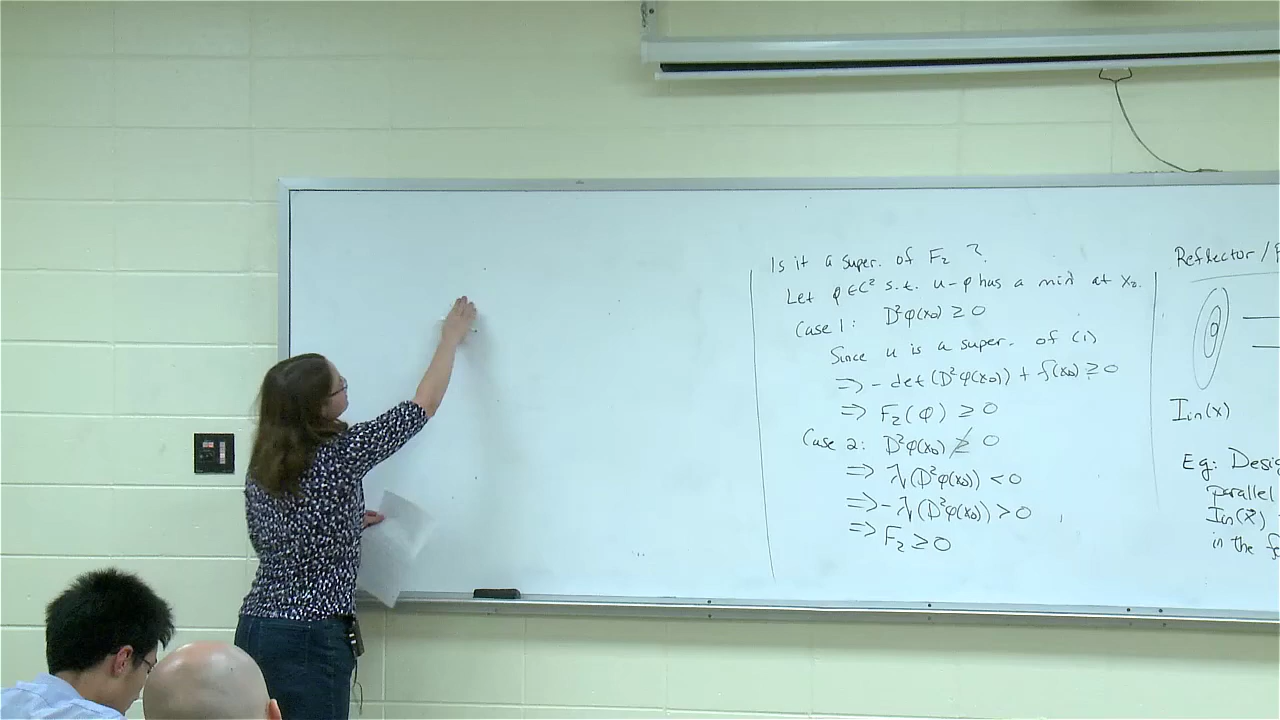 Is it a super. of F₂ ?
Let φ∈C² s.t. u-φ has a min at x₀.
Case 1: D²φ(x₀) ≥ 0
Since u is a super. of (1)
⇒ -det(D²φ(x₀)) + f(x₀) ≥ 0
⇒ F₂(φ) ≥ 0
Case 2: D²φ(x₀) ≱ 0
⇒ λ₁(D²φ(x₀)) < 0
⇒ -λ₁(D²φ(x₀)) > 0
⇒ F₂ ≥ 0
Reflector /
Iin(x)
Eg: Desig
parallel
Iin(x⃗)
in the